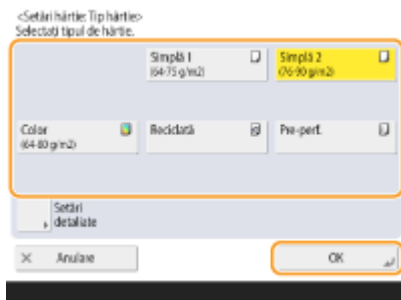 <Setări hârtie: Tip hârtie>
Selectați tipul de hârtie.
Simplă 1
(64-75 g/m2)
Simplă 2
(76-90 g/m2)
Color
(64-80 g/m2)
Reciclată
Pre-perf.
Setări
detaliate
Anulare
OK